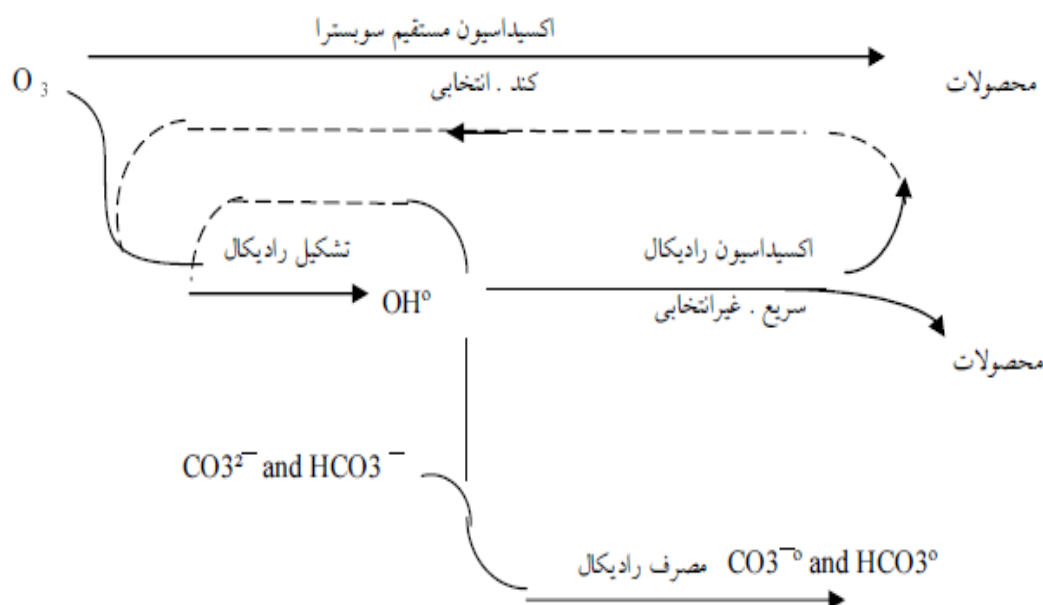 اکسیداسیون مستقیم سوبسترا
O 3
محصولات
کند . انتخابی
تشکیل رادیکال
اکسیداسیون رادیکال
OHº
سریع . غیرانتخابی
محصولات
CO3²⁻ and HCO3 ⁻
مصرف رادیکال CO3⁻º and HCO3º